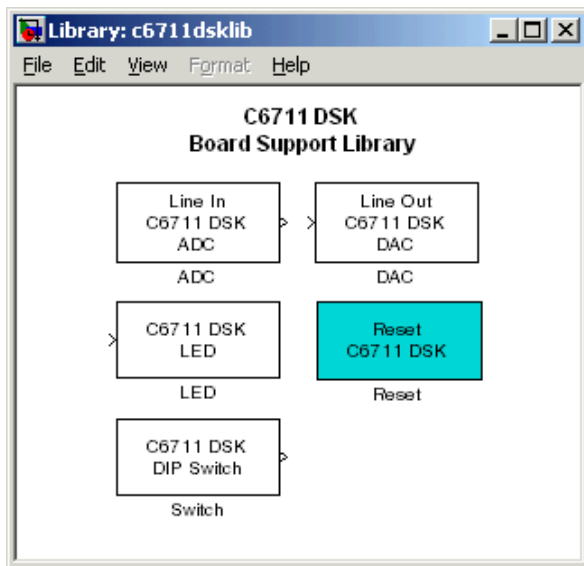 Library: c6711dsklib
File Edit View Format Help
C6711 DSK
Board Support Library
Line In
C6711 DSK
ADC
ADC
Line Out
C6711 DSK
DAC
DAC
C6711 DSK
LED
LED
Reset
C6711 DSK
Reset
C6711 DSK
DIP Switch
Switch